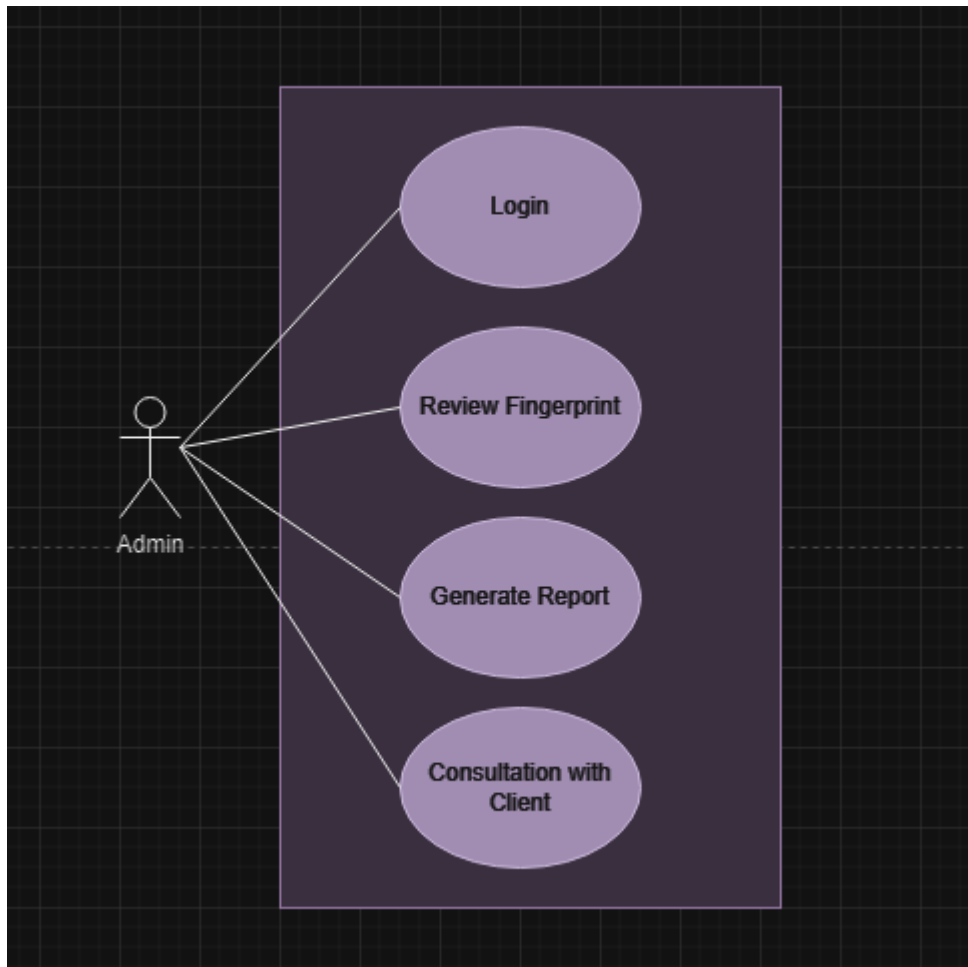 Login
Review Fingerprint
Admin
Generate Report
Consultation with
Client